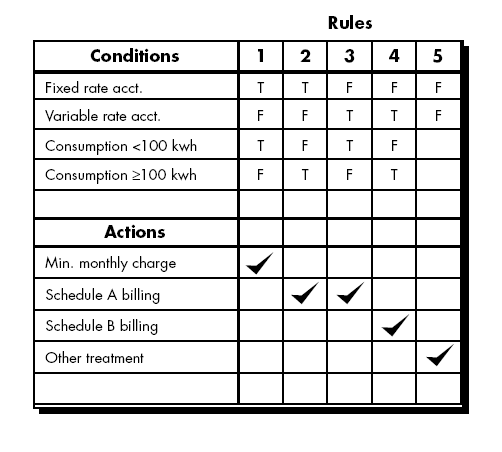 Rules
Conditions 1 2 3 4 5
Fixed rate acct. T T F F F
Variable rate acct. F F T T F
Consumption <100 kwh T F T F
Consumption ≥100 kwh F T F T
Actions
Min. monthly charge
Schedule A billing
Schedule B billing
Other treatment